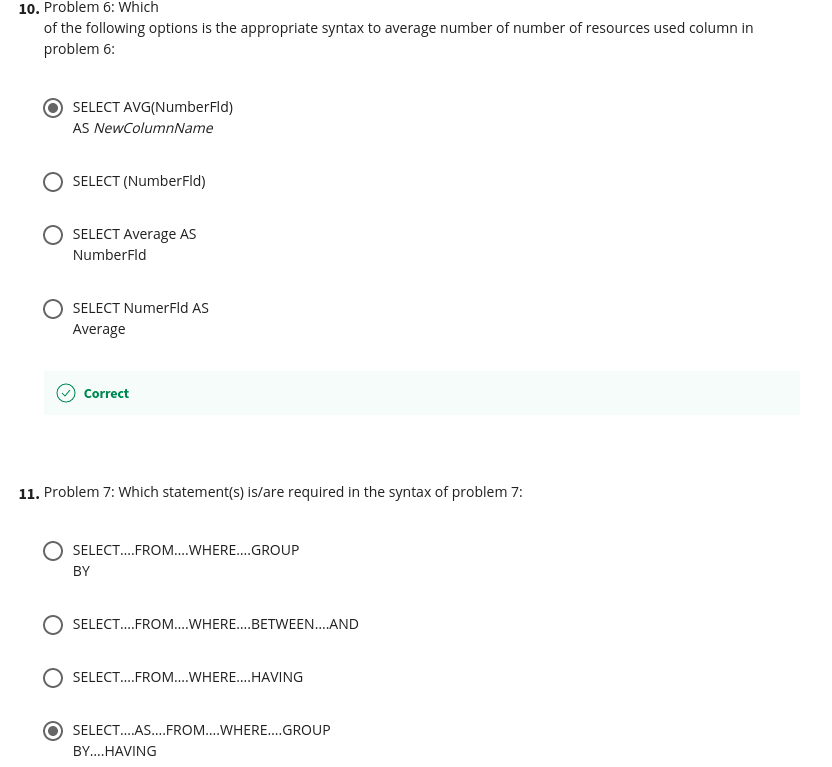 10. Problem 6: Which
of the following options is the appropriate syntax to average number of number of resources used column in
problem 6:
SELECT AVG(NumberFld)
AS NewColumnName
SELECT (NumberFld)
SELECT Average AS
NumberFld
SELECT NumerFld AS
Average
Correct
11. Problem 7: Which statement(s) is/are required in the syntax of problem 7:
SELECT....FROM....WHERE....GROUP
BY
SELECT....FROM....WHERE....BETWEEN....AND
SELECT....FROM....WHERE....HAVING
SELECT....AS....FROM....WHERE....GROUP
BY....HAVING